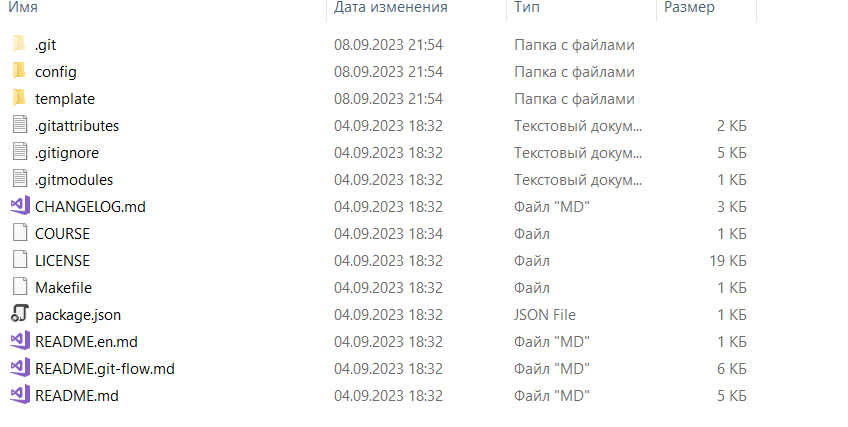 Имя Дата изменения Тип Размер
.git 08.09.2023 21:54 Папка с файлами
config 08.09.2023 21:54 Папка с файлами
template 08.09.2023 21:54 Папка с файлами
.gitattributes 04.09.2023 18:32 Текстовый докум... 2 КБ
.gitignore 04.09.2023 18:32 Текстовый докум... 5 КБ
.gitmodules 04.09.2023 18:32 Текстовый докум... 1 КБ
CHANGELOG.md 04.09.2023 18:32 Файл "MD" 3 КБ
COURSE 04.09.2023 18:34 Файл 1 КБ
LICENSE 04.09.2023 18:32 Файл 19 КБ
Makefile 04.09.2023 18:32 Файл 1 КБ
package.json 04.09.2023 18:32 JSON File 1 КБ
README.en.md 04.09.2023 18:32 Файл "MD" 1 КБ
README.git-flow.md 04.09.2023 18:32 Файл "MD" 6 КБ
README.md 04.09.2023 18:32 Файл "MD" 5 КБ